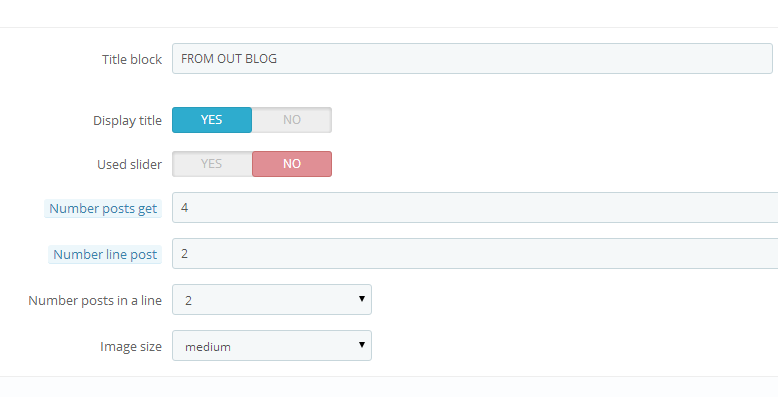 Title block FROM OUT BLOG
Display title YES NO
Used slider YES NO
Number posts get 4
Number line post 2
Number posts in a line 2
Image size medium